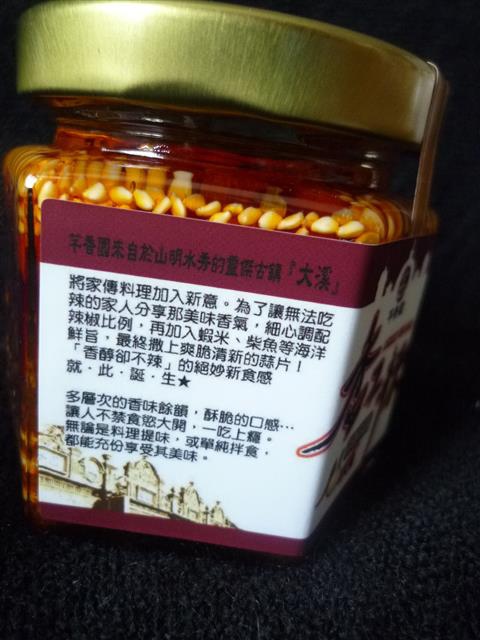 芋香園來自於山明水秀的靈傑古鎮『大溪』
將家傳料理加入新意。為了讓無法吃
辣的家人分享那美味香氣，細心調配
辣椒比例，再加入蝦米、柴魚等海洋
鮮旨，最終撒上爽脆清新的蒜片！
「香醇卻不辣」的絕妙新食感
就．此．誕．生★
多層次的香味餘韻，酥脆的口感…
讓人不禁食慾大開，一吃上癮。
無論是料理提味，或單純拌食，
都能充份享受其美味。